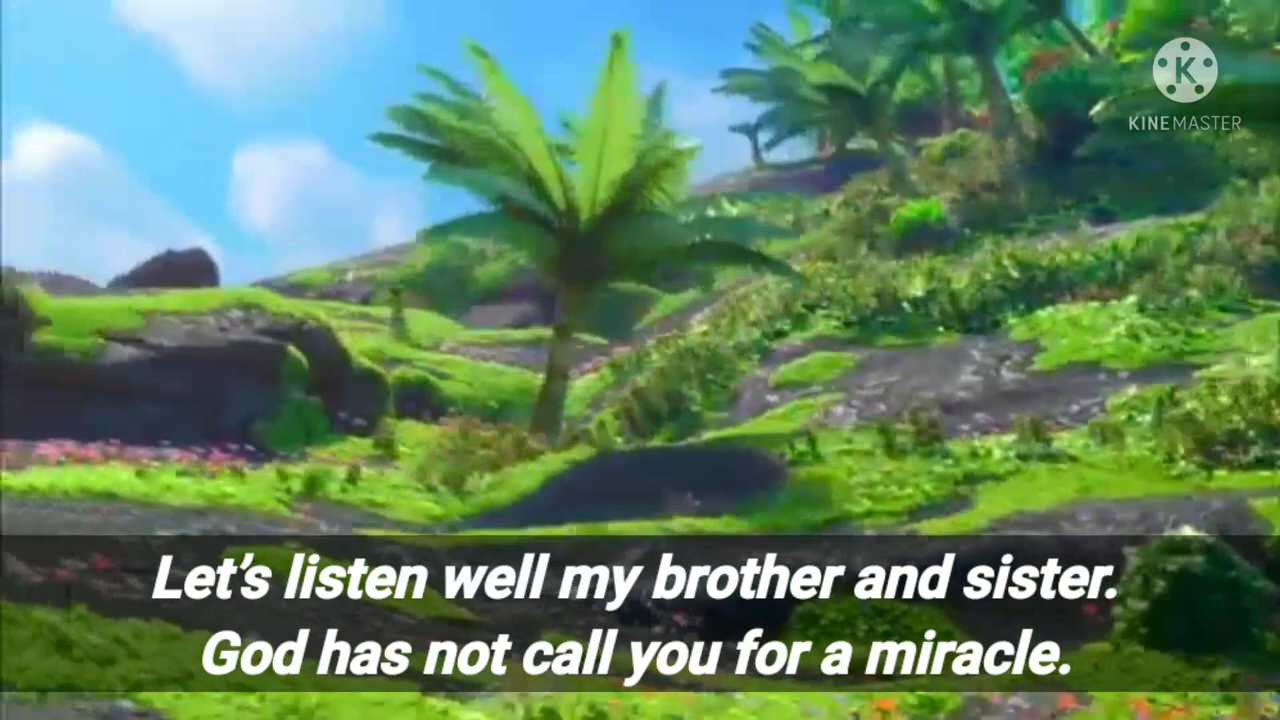 KINEMASTER
Let’s listen well my brother and sister.
God has not call you for a miracle.